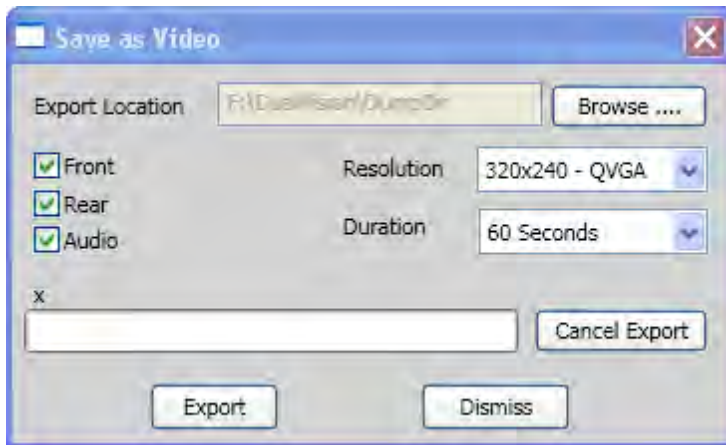 Save as Video
Export Location
Browse ....
Front
Resolution
320x240 - QVGA
Rear
Duration
60 Seconds
Audio
x
Cancel Export
Export
Dismiss